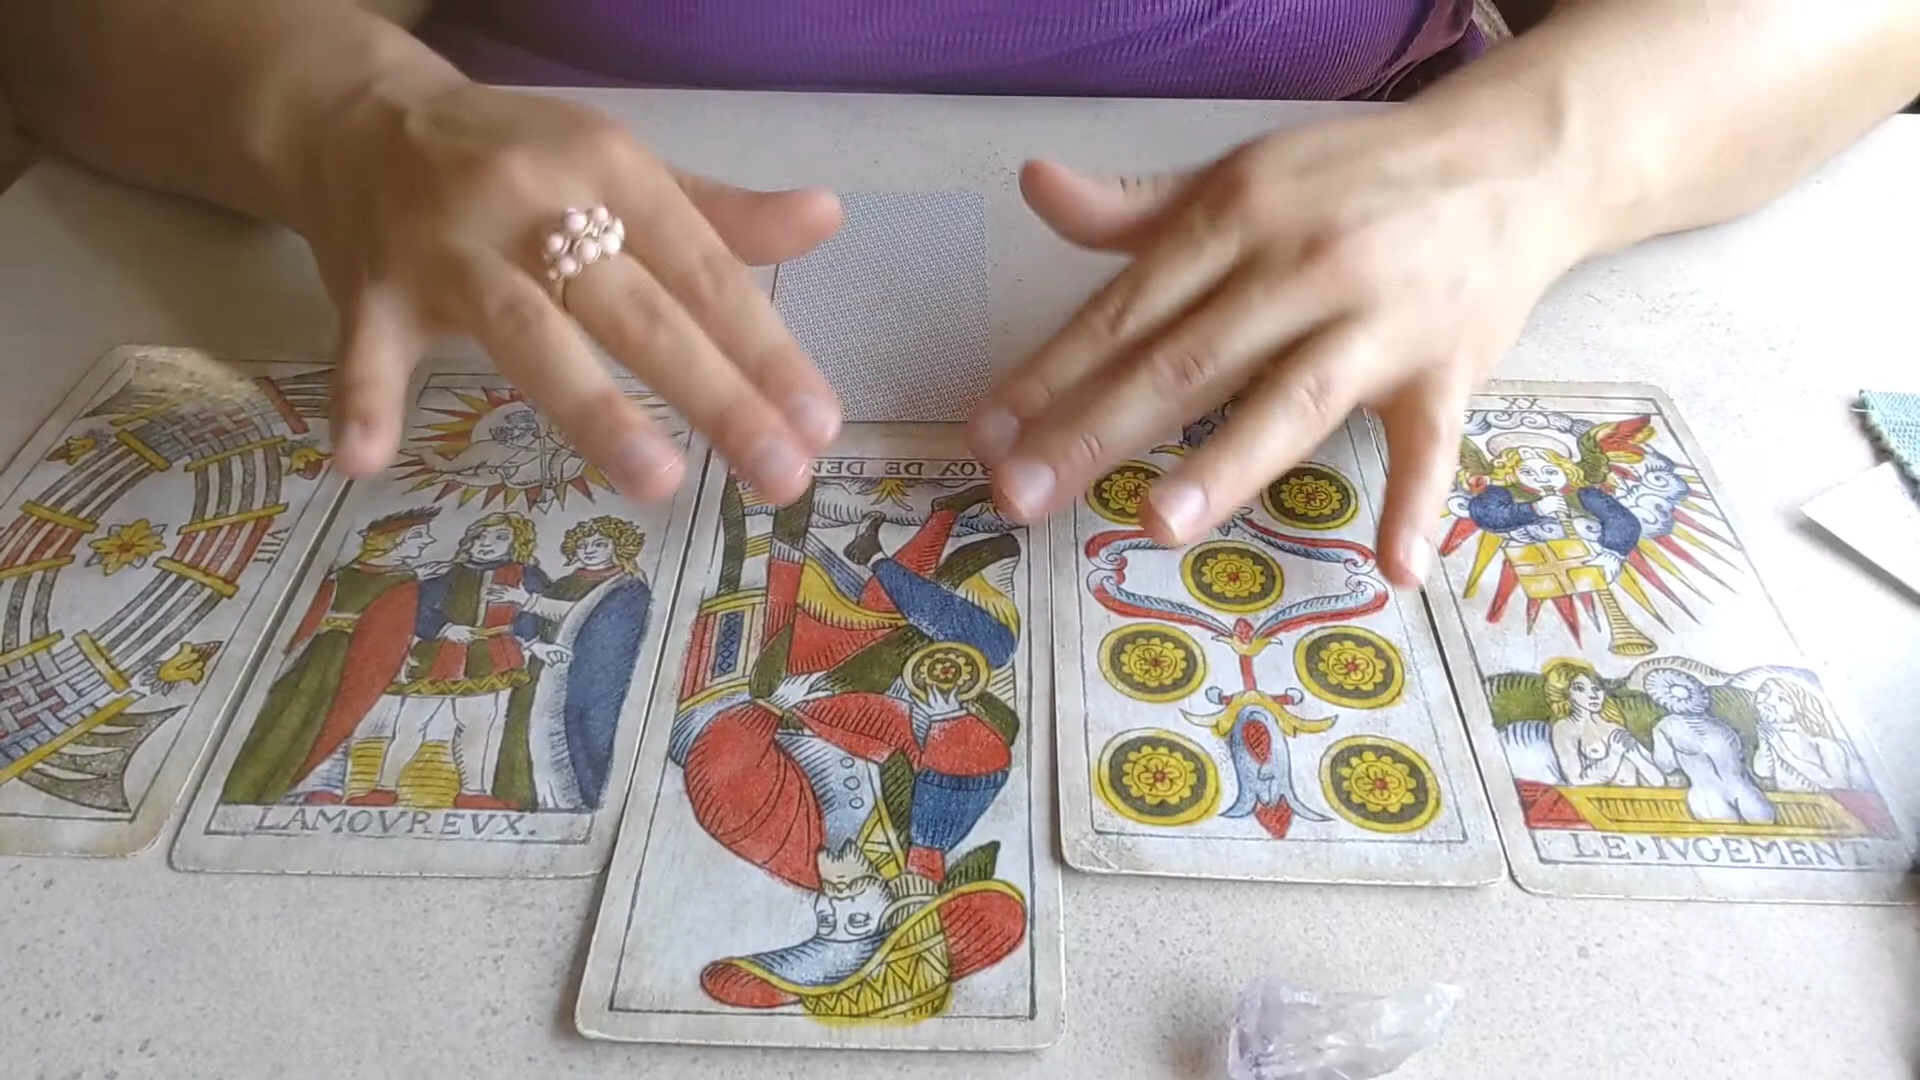 VIII
LAMOVREVX.
ROY DE DEN
XX
LE·IVGEMENT.